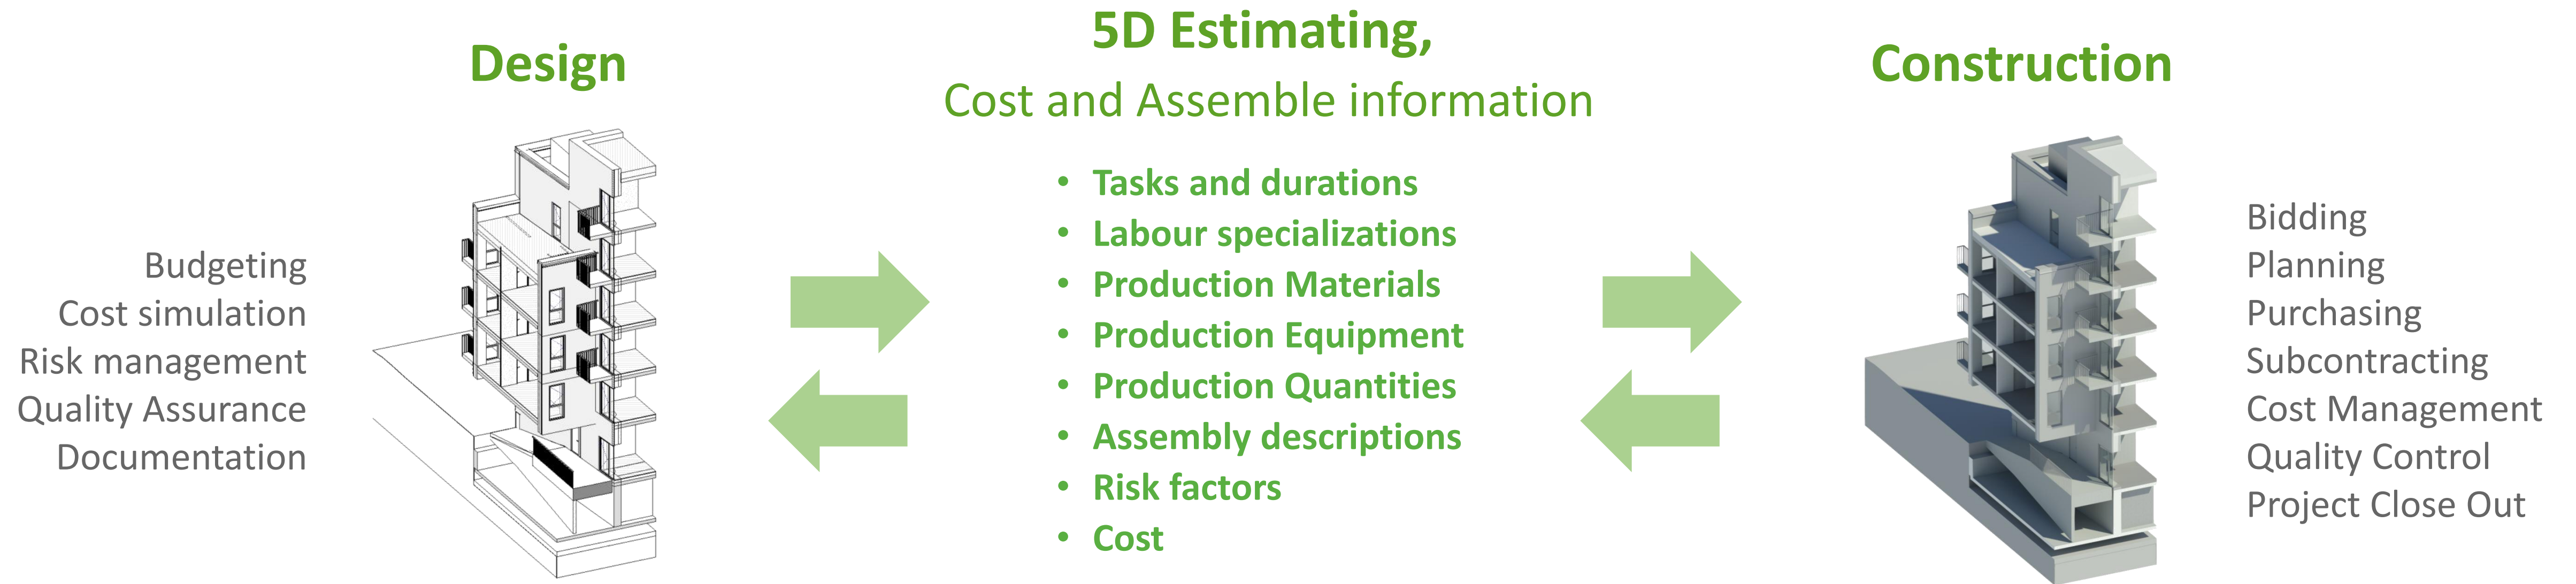 Design
Budgeting
Cost simulation
Risk management
Quality Assurance
Documentation
5D Estimating,
Cost and Assemble information
• Tasks and durations
• Labour specializations
• Production Materials
• Production Equipment
• Production Quantities
• Assembly descriptions
• Risk factors
• Cost
Construction
Bidding
Planning
Purchasing
Subcontracting
Cost Management
Quality Control
Project Close Out